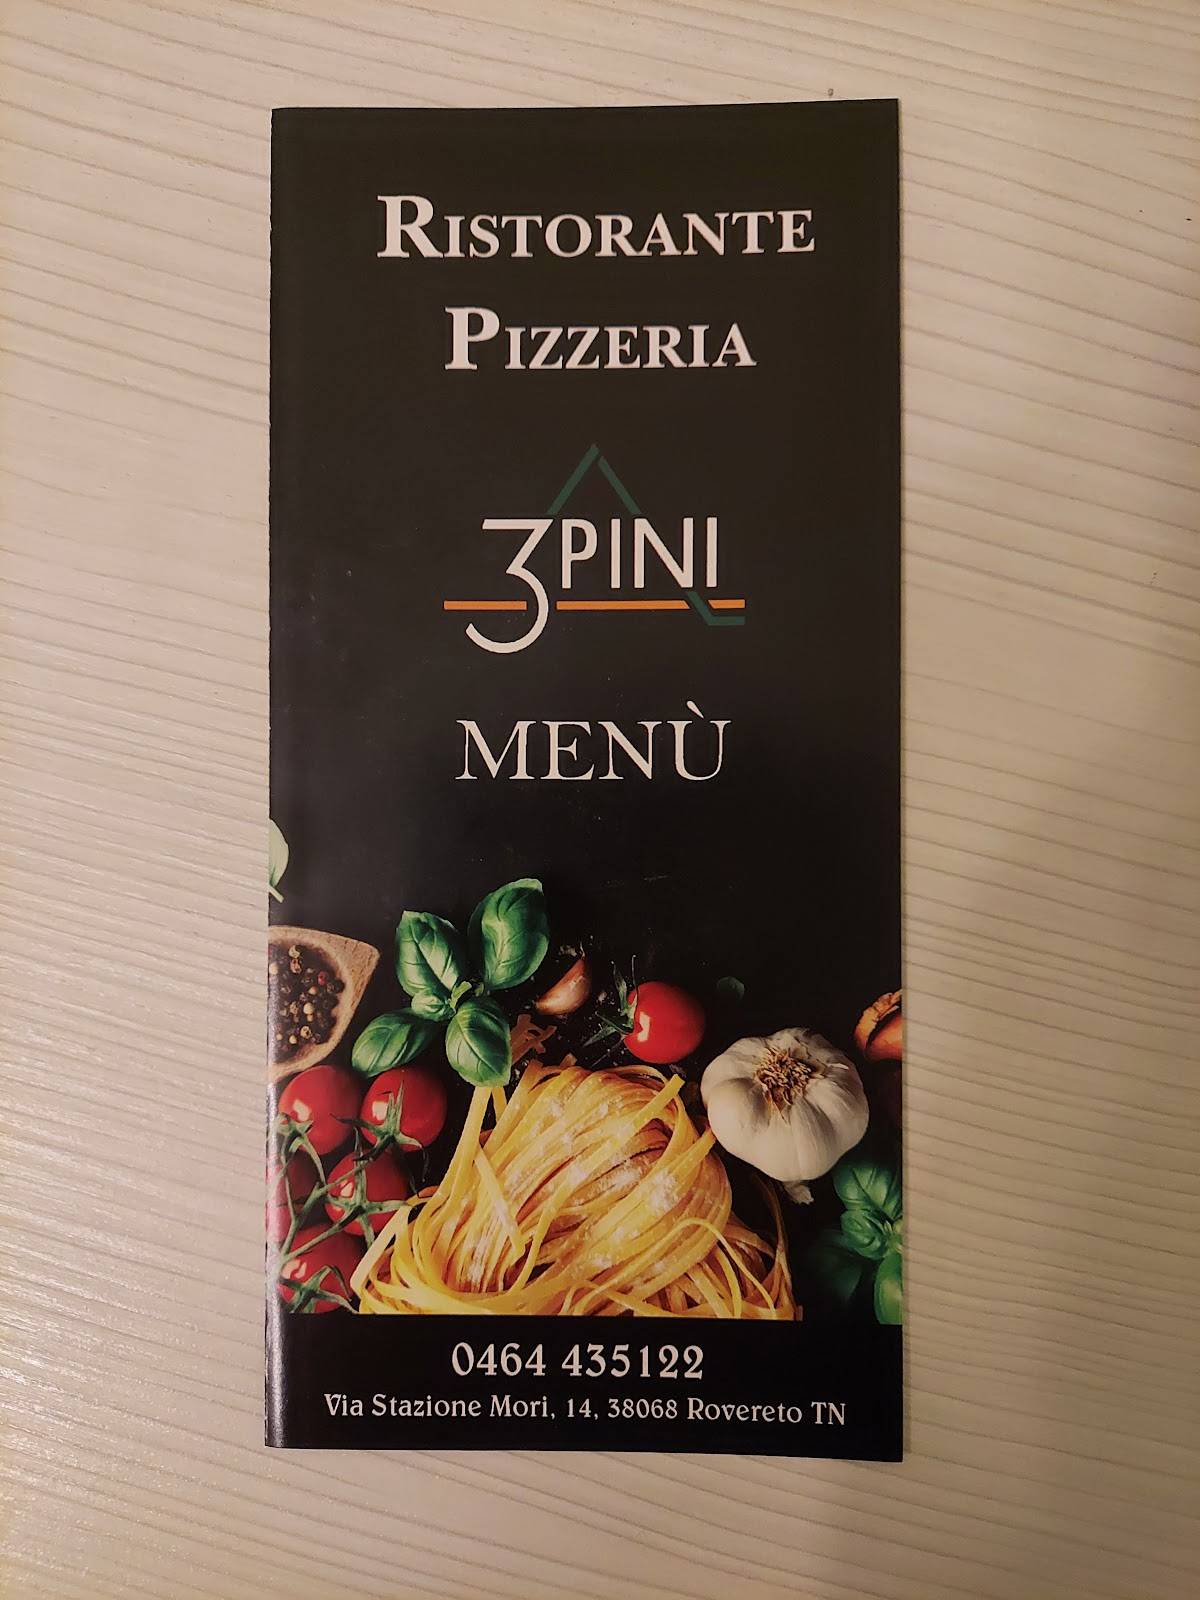 RISTORANTE
PIZZERIA
3PINI
MENÙ
0464 435122
Via Stazione Mori, 14, 38068 Rovereto TN